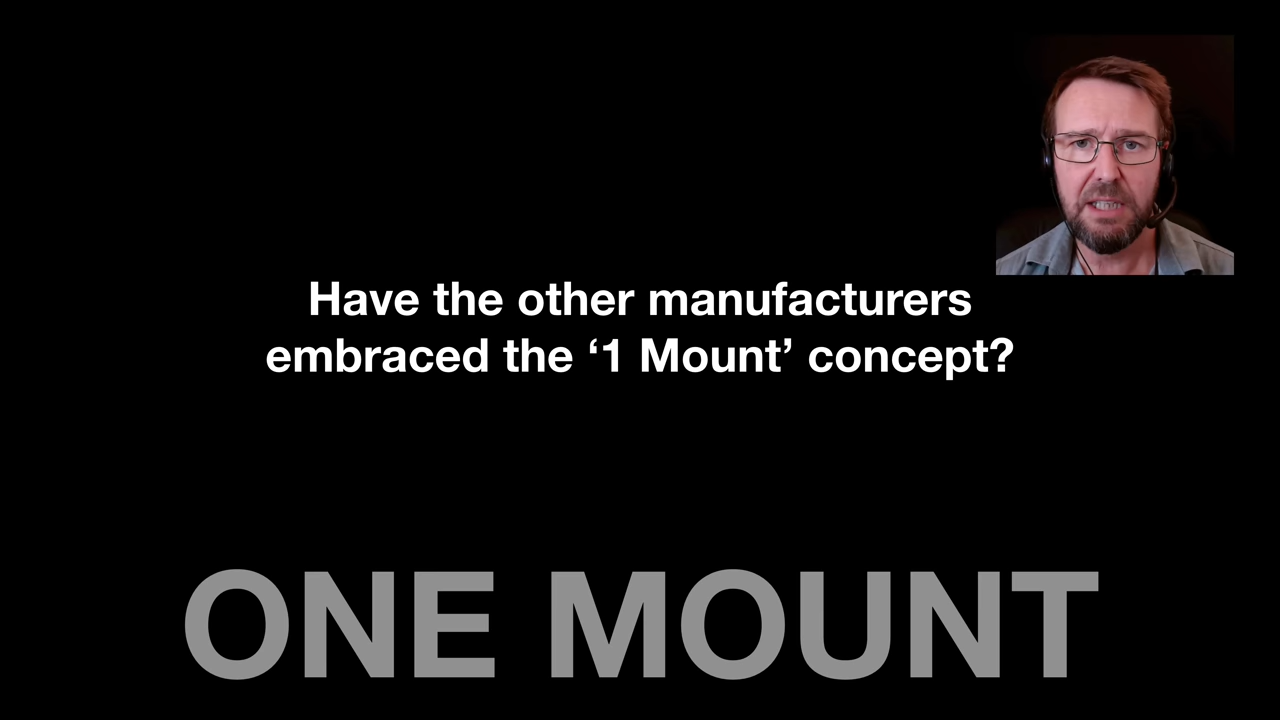 Have the other manufacturers
embraced the ‘1 Mount’ concept?
ONE MOUNT